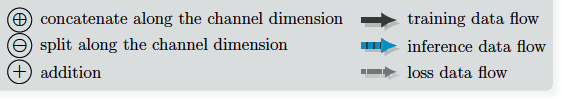 ⊕ concatenate along the channel dimension training data flow
⊖ split along the channel dimension inference data flow
+ addition loss data flow